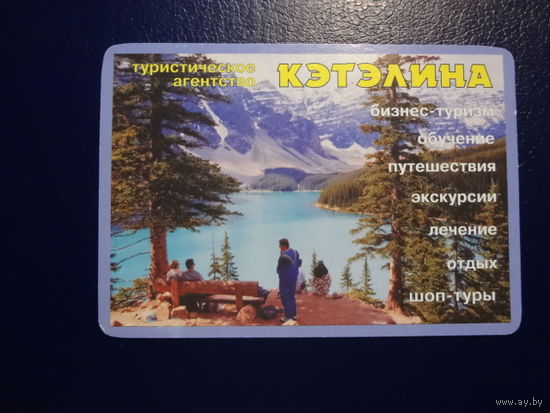 туристическое
агентство
КЭТЭЛИНА
бизнес-туризм
обучение
путешествия
экскурсии
лечение
отдых
шоп-туры
www.ay.by